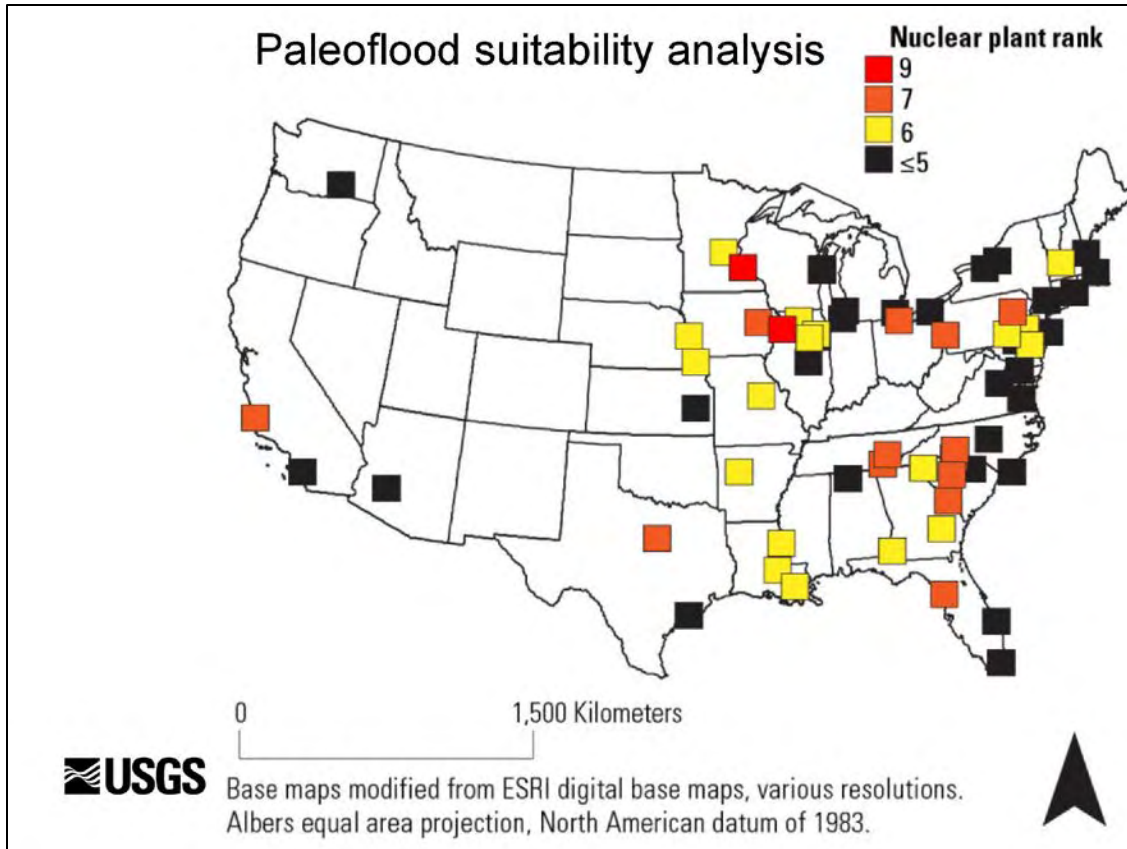 Paleoflood suitability analysis
Nuclear plant rank
9
7
6
≤5
0
1,500 Kilometers
USGS
Base maps modified from ESRI digital base maps, various resolutions.
Albers equal area projection, North American datum of 1983.